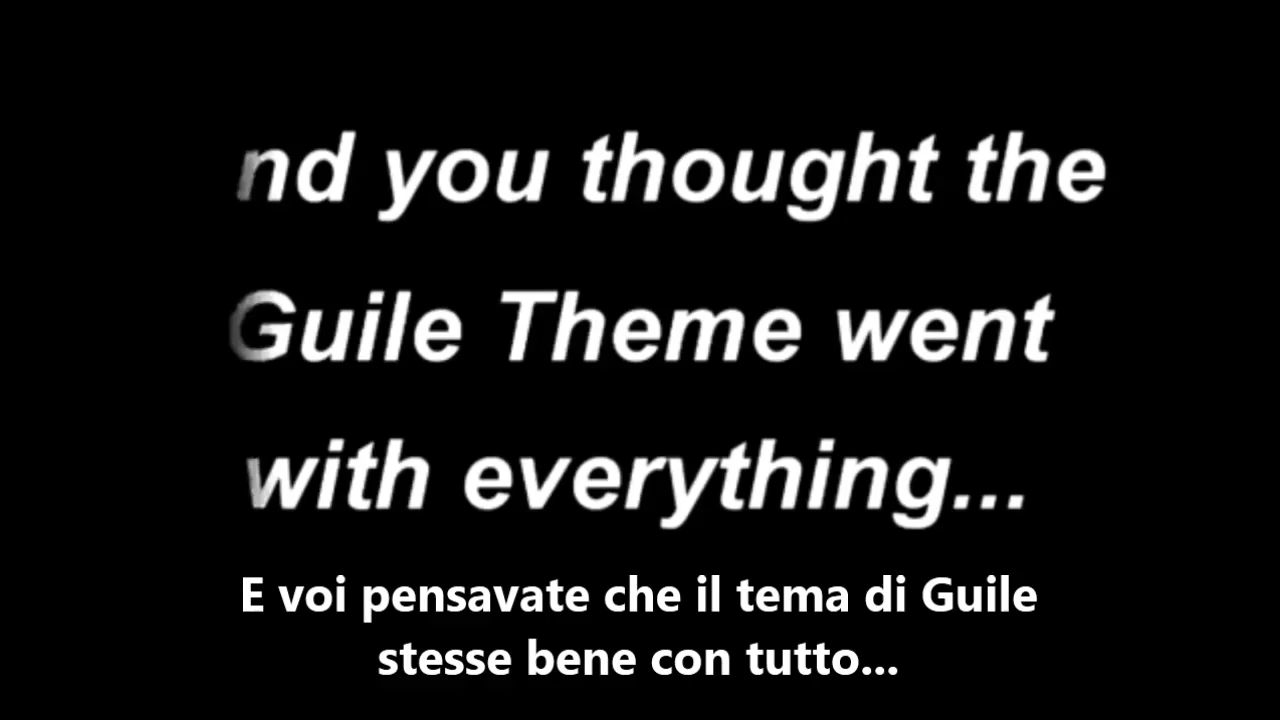 nd you thought the
Guile Theme went
with everything...
E voi pensavate che il tema di Guile
stesse bene con tutto...